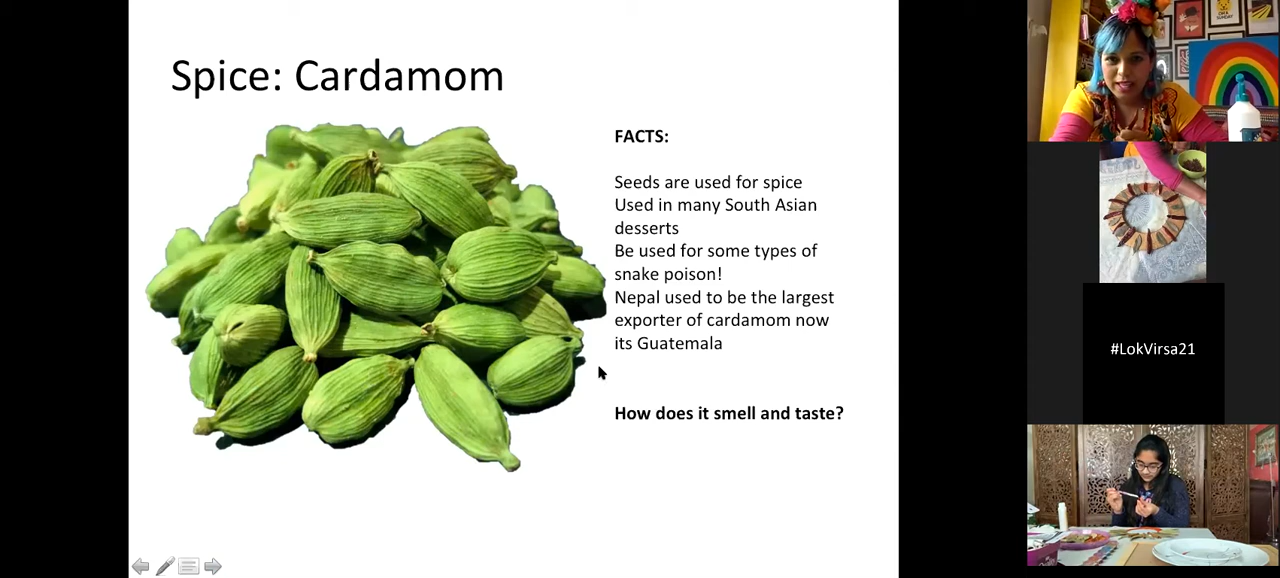 Spice: Cardamom
FACTS:
Seeds are used for spice
Used in many South Asian
desserts
Be used for some types of
snake poison!
Nepal used to be the largest
exporter of cardamom now
its Guatemala
How does it smell and taste?
#LokVirsa21